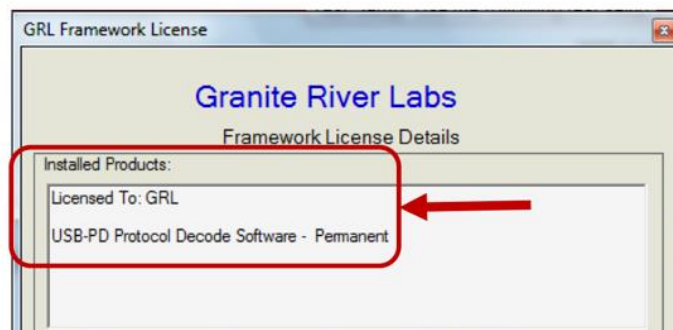 GRL Framework License
Granite River Labs
Framework License Details
Installed Products:
Licensed To: GRL
USB-PD Protocol Decode Software - Permanent